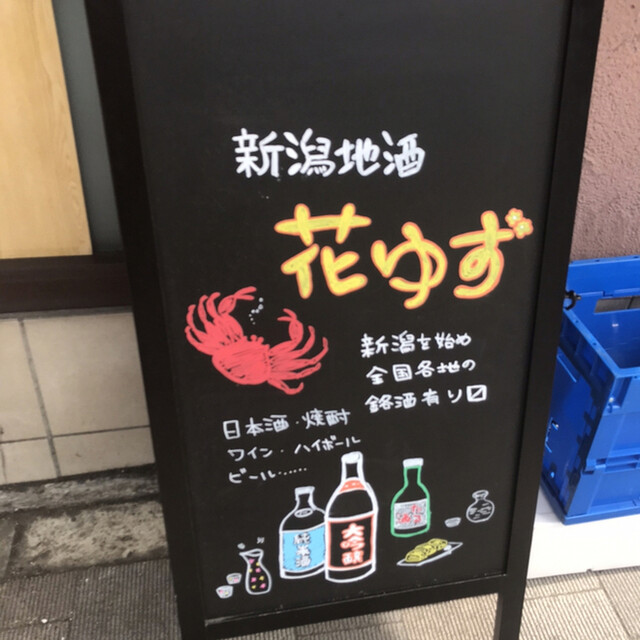 新潟地酒
花ゆず
新潟を始め
全国各地の
銘酒有り〼
日本酒・焼酎
ワイン・ハイボール
ビール・・・・・
純米酒
大吟醸